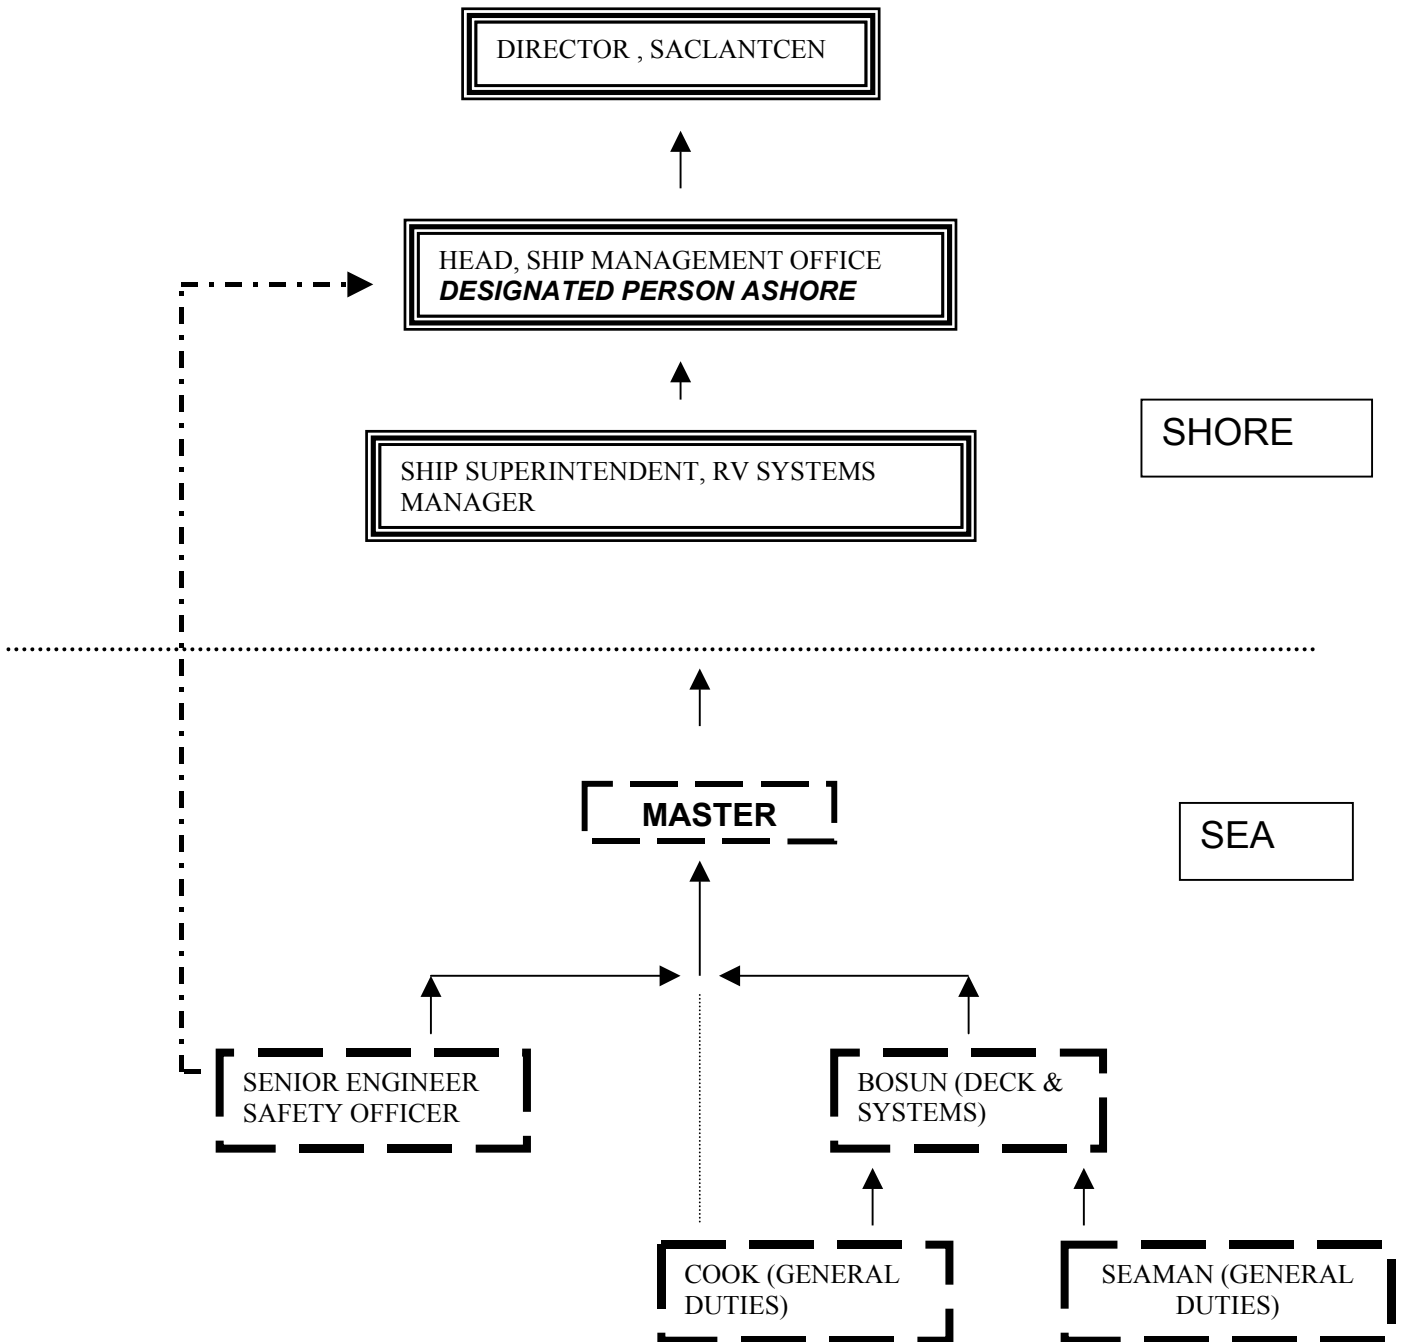 DIRECTOR , SACLANTCEN
HEAD, SHIP MANAGEMENT OFFICE
DESIGNATED PERSON ASHORE
SHORE
SHIP SUPERINTENDENT, RV SYSTEMS
MANAGER
MASTER
SEA
SENIOR ENGINEER
SAFETY OFFICER
BOSUN (DECK &
SYSTEMS)
COOK (GENERAL
DUTIES)
SEAMAN (GENERAL
DUTIES)